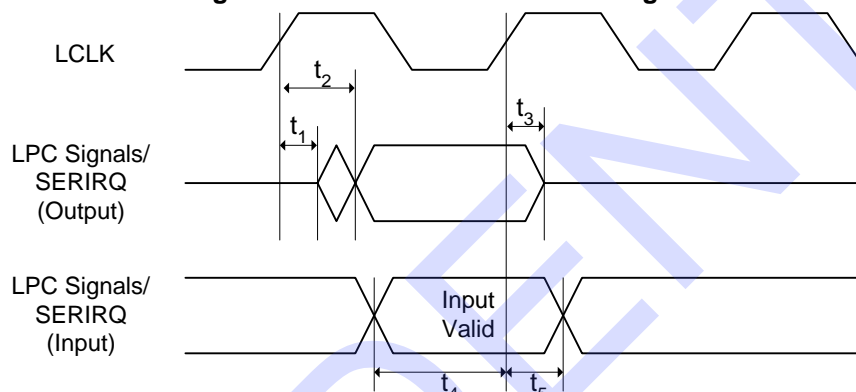 LCLK
t2
t1
t3
LPC Signals/
SERIRQ
(Output)
LPC Signals/
SERIRQ
(Input)
Input
Valid
t4
t5